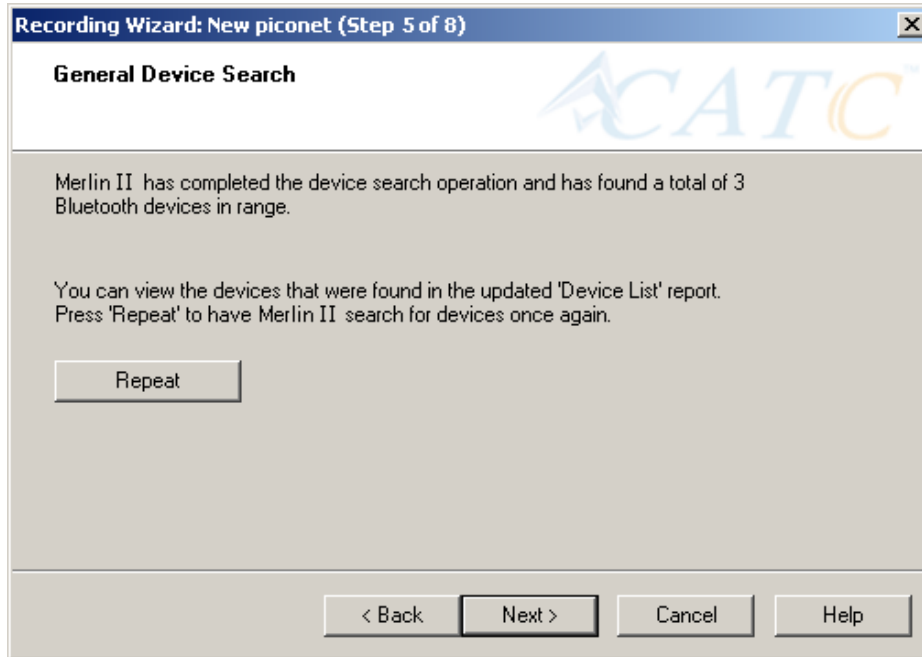 Recording Wizard: New piconet (Step 5 of 8)
General Device Search
CATC™
Merlin II has completed the device search operation and has found a total of 3
Bluetooth devices in range.
You can view the devices that were found in the updated 'Device List' report.
Press 'Repeat' to have Merlin II search for devices once again.
Repeat
< Back Next > Cancel Help